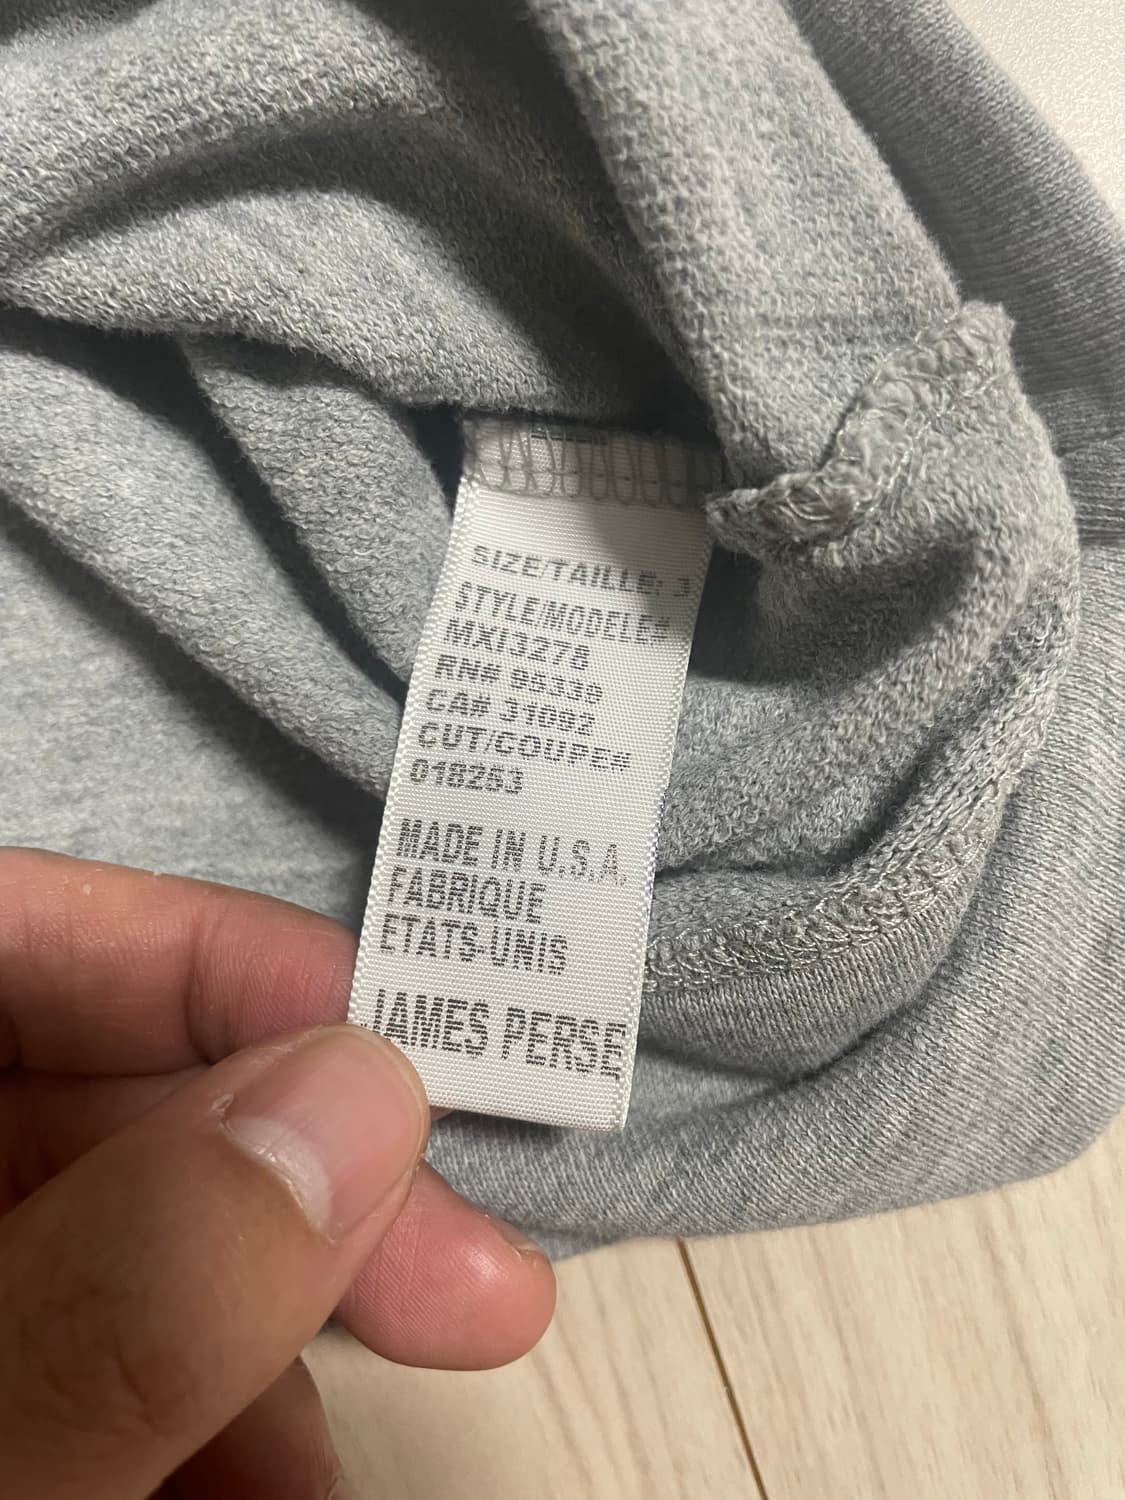 SIZE/TAILLE: 3
STYLE/MODELE#
MXI3278
RN# 95339
CA# 31092
CUT/COUPE#
018253
MADE IN U.S.A.
FABRIQUE
ETATS-UNIS
JAMES PERSE